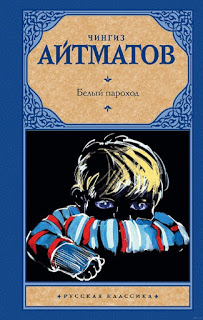 ЧИНГИЗ
АЙТМАТОВ
Белый пароход
РУССКАЯ КЛАССИКА